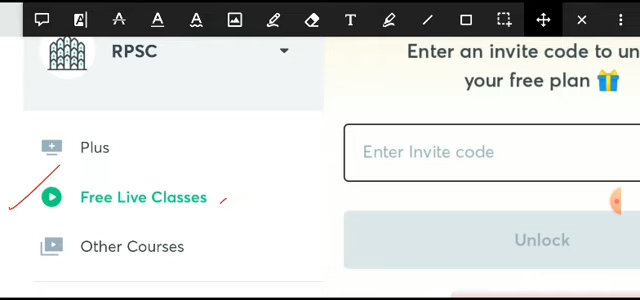 RPSC
Plus
Free Live Classes
Other Courses
Enter an invite code to un
your free plan 🎁
Enter Invite code
Unlock